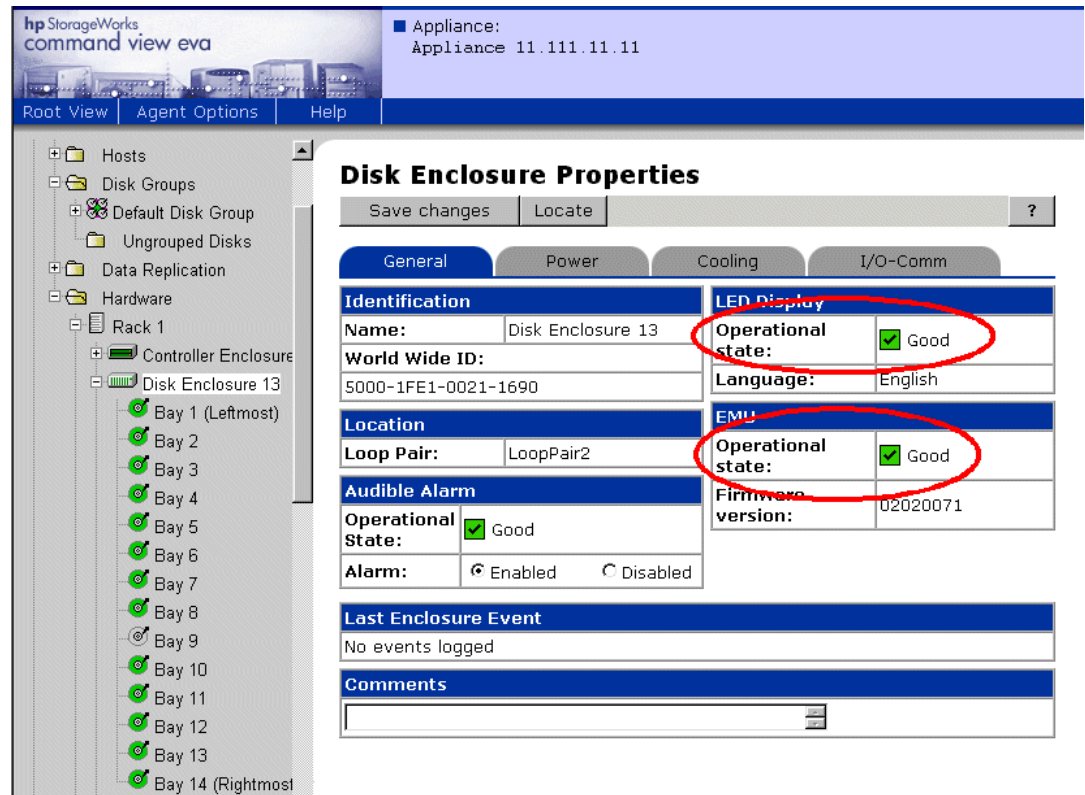 hp StorageWorks
command view eva
Appliance:
Appliance 11.111.11.11
Root View
Agent Options
Help
Hosts
Disk Groups
Default Disk Group
Ungrouped Disks
Data Replication
Hardware
Rack 1
Controller Enclosure
Disk Enclosure 13
Bay 1 (Leftmost)
Bay 2
Bay 3
Bay 4
Bay 5
Bay 6
Bay 7
Bay 8
Bay 9
Bay 10
Bay 11
Bay 12
Bay 13
Bay 14 (Rightmost
Disk Enclosure Properties
Save changes
Locate
?
General
Power
Cooling
I/O-Comm
Identification
Name: Disk Enclosure 13
World Wide ID:
5000-1FE1-0021-1690
Location
Loop Pair: LoopPair2
Audible Alarm
Operational
State:
Good
Alarm: Enabled Disabled
LED Display
Operational
state:
Good
Language: English
EMU
Operational
state:
Good
Firmware
version:
02020071
Last Enclosure Event
No events logged
Comments